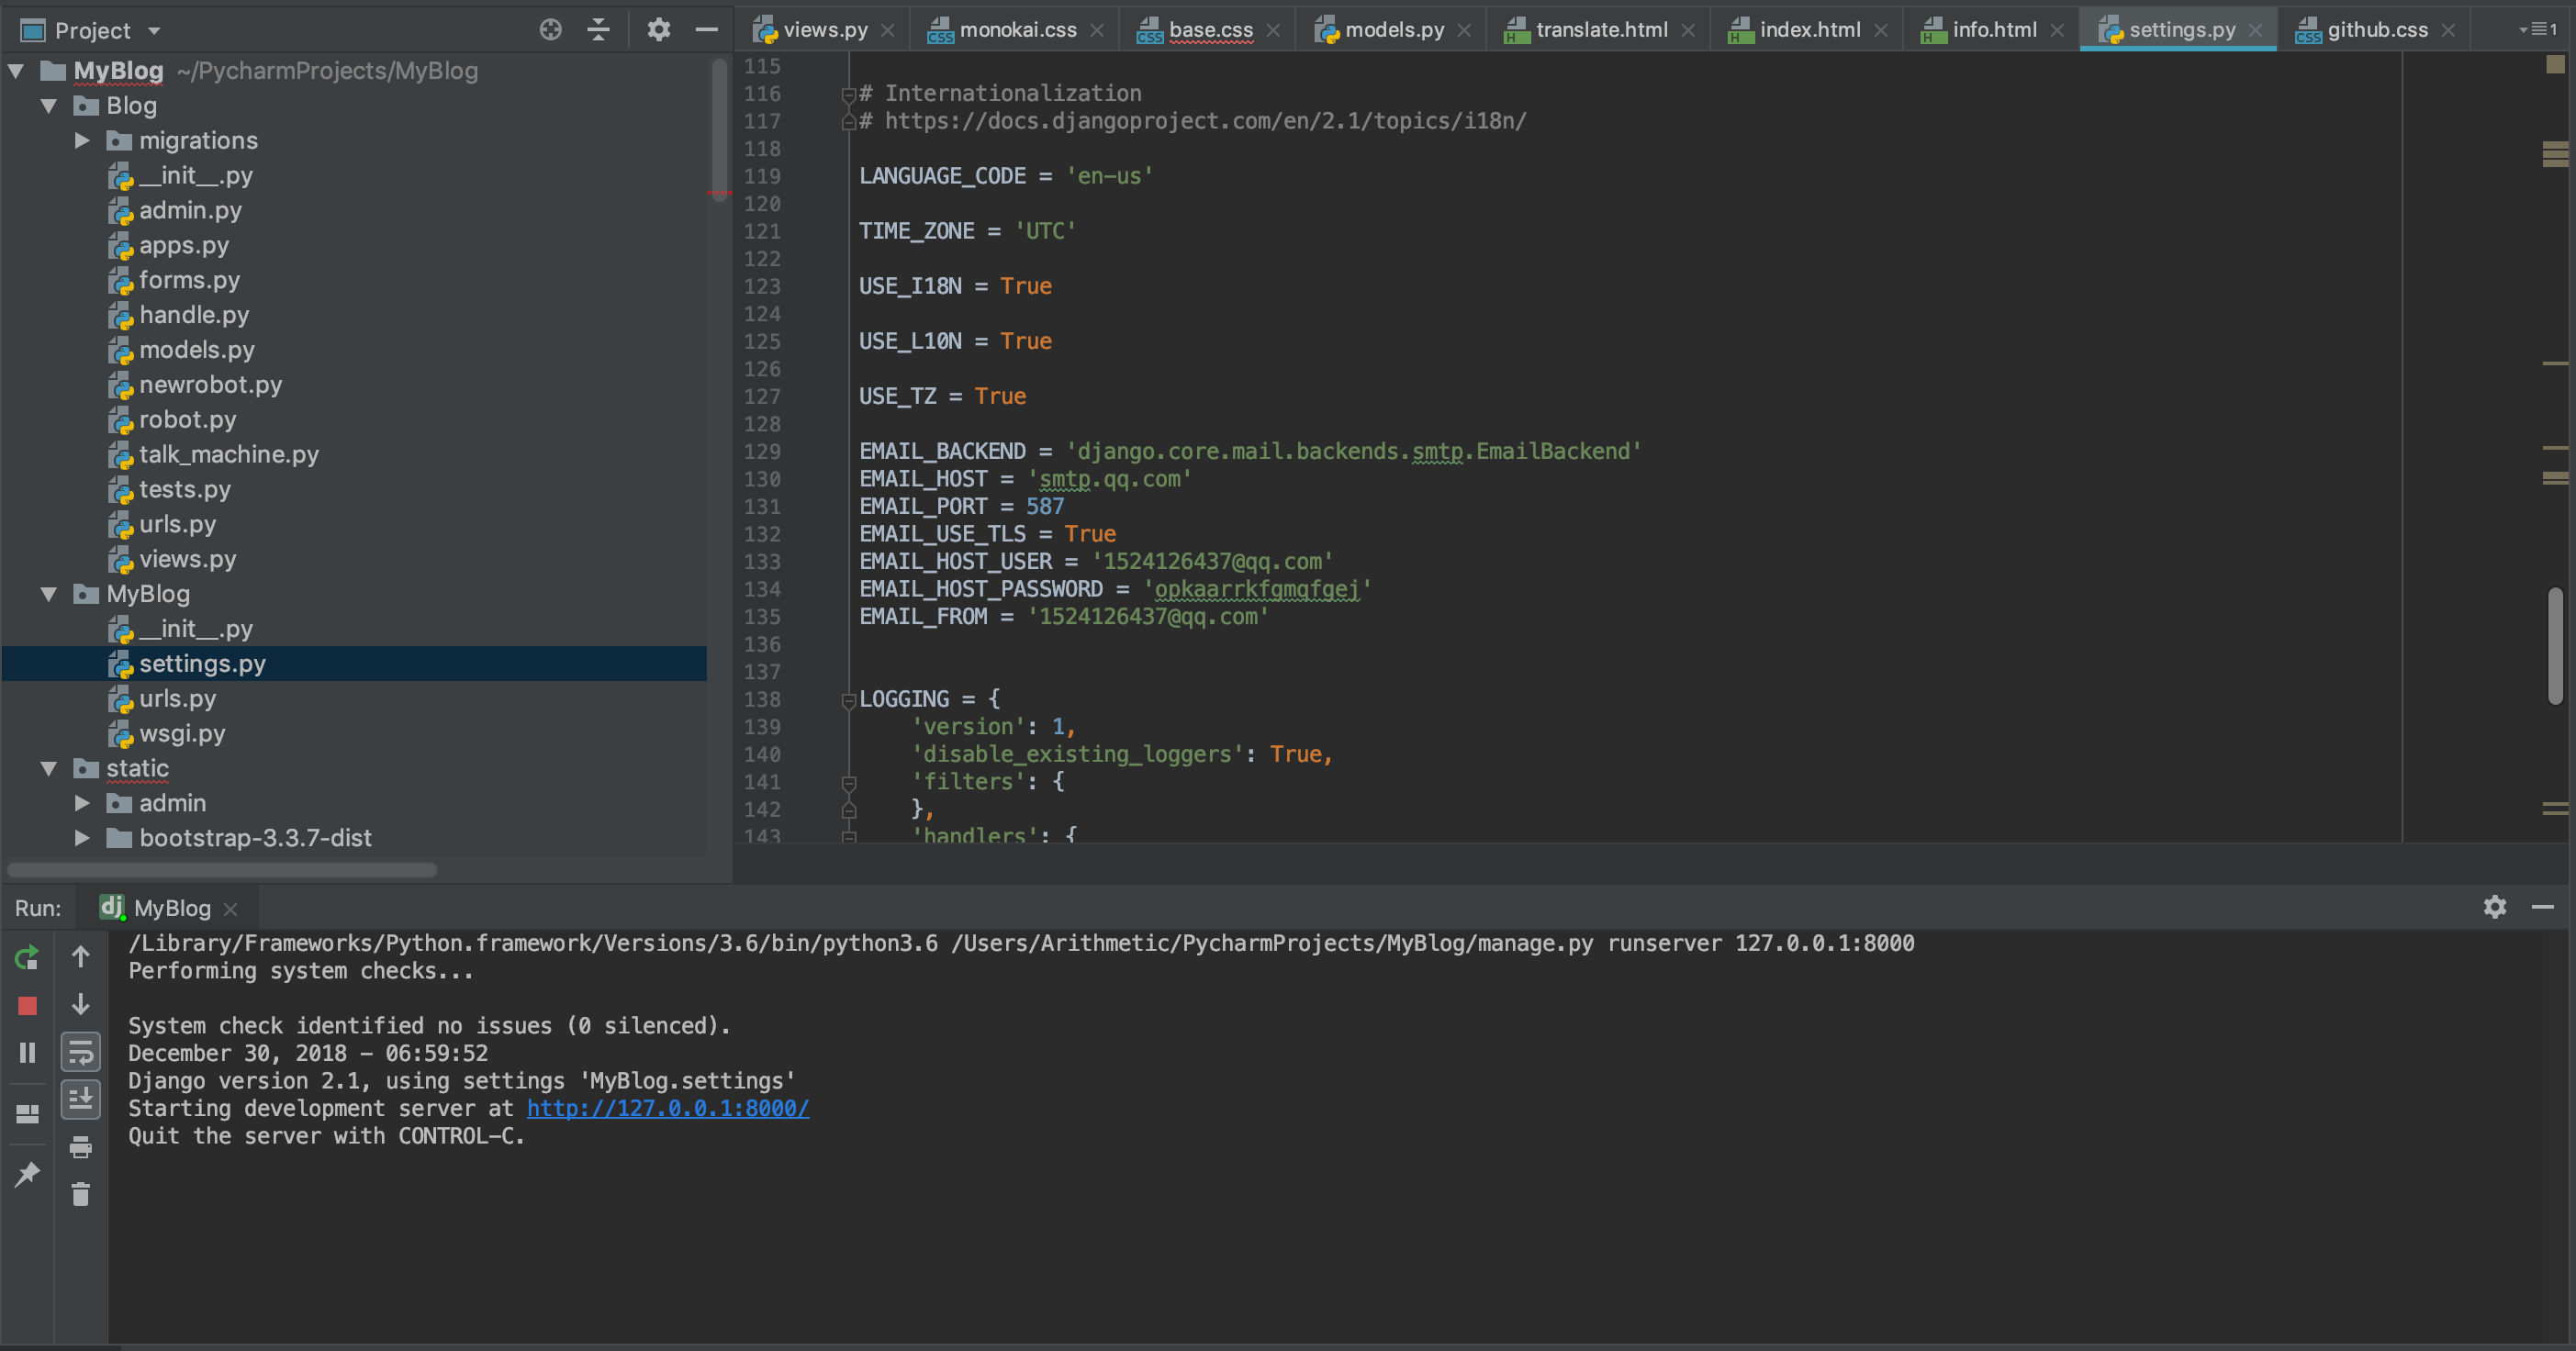 Project
MyBlog ~/PycharmProjects/MyBlog
Blog
migrations
__init__.py
admin.py
apps.py
forms.py
handle.py
models.py
newrobot.py
robot.py
talk_machine.py
tests.py
urls.py
views.py
MyBlog
__init__.py
settings.py
urls.py
wsgi.py
static
admin
bootstrap-3.3.7-dist
views.py
monokai.css
base.css
models.py
translate.html
index.html
info.html
settings.py
github.css
1
115
116 # Internationalization
117 # https://docs.djangoproject.com/en/2.1/topics/i18n/
118
119 LANGUAGE_CODE = 'en-us'
120
121 TIME_ZONE = 'UTC'
122
123 USE_I18N = True
124
125 USE_L10N = True
126
127 USE_TZ = True
128
129 EMAIL_BACKEND = 'django.core.mail.backends.smtp.EmailBackend'
130 EMAIL_HOST = 'smtp.qq.com'
131 EMAIL_PORT = 587
132 EMAIL_USE_TLS = True
133 EMAIL_HOST_USER = '1524126437@qq.com'
134 EMAIL_HOST_PASSWORD = 'opkaarrkfgmqfgej'
135 EMAIL_FROM = '1524126437@qq.com'
136
137
138 LOGGING = {
139 'version': 1,
140 'disable_existing_loggers': True,
141 'filters': {
142 },
143 'handlers': {
Run: MyBlog
/Library/Frameworks/Python.framework/Versions/3.6/bin/python3.6 /Users/Arithmetic/PycharmProjects/MyBlog/manage.py runserver 127.0.0.1:8000
Performing system checks...
System check identified no issues (0 silenced).
December 30, 2018 - 06:59:52
Django version 2.1, using settings 'MyBlog.settings'
Starting development server at http://127.0.0.1:8000/
Quit the server with CONTROL-C.